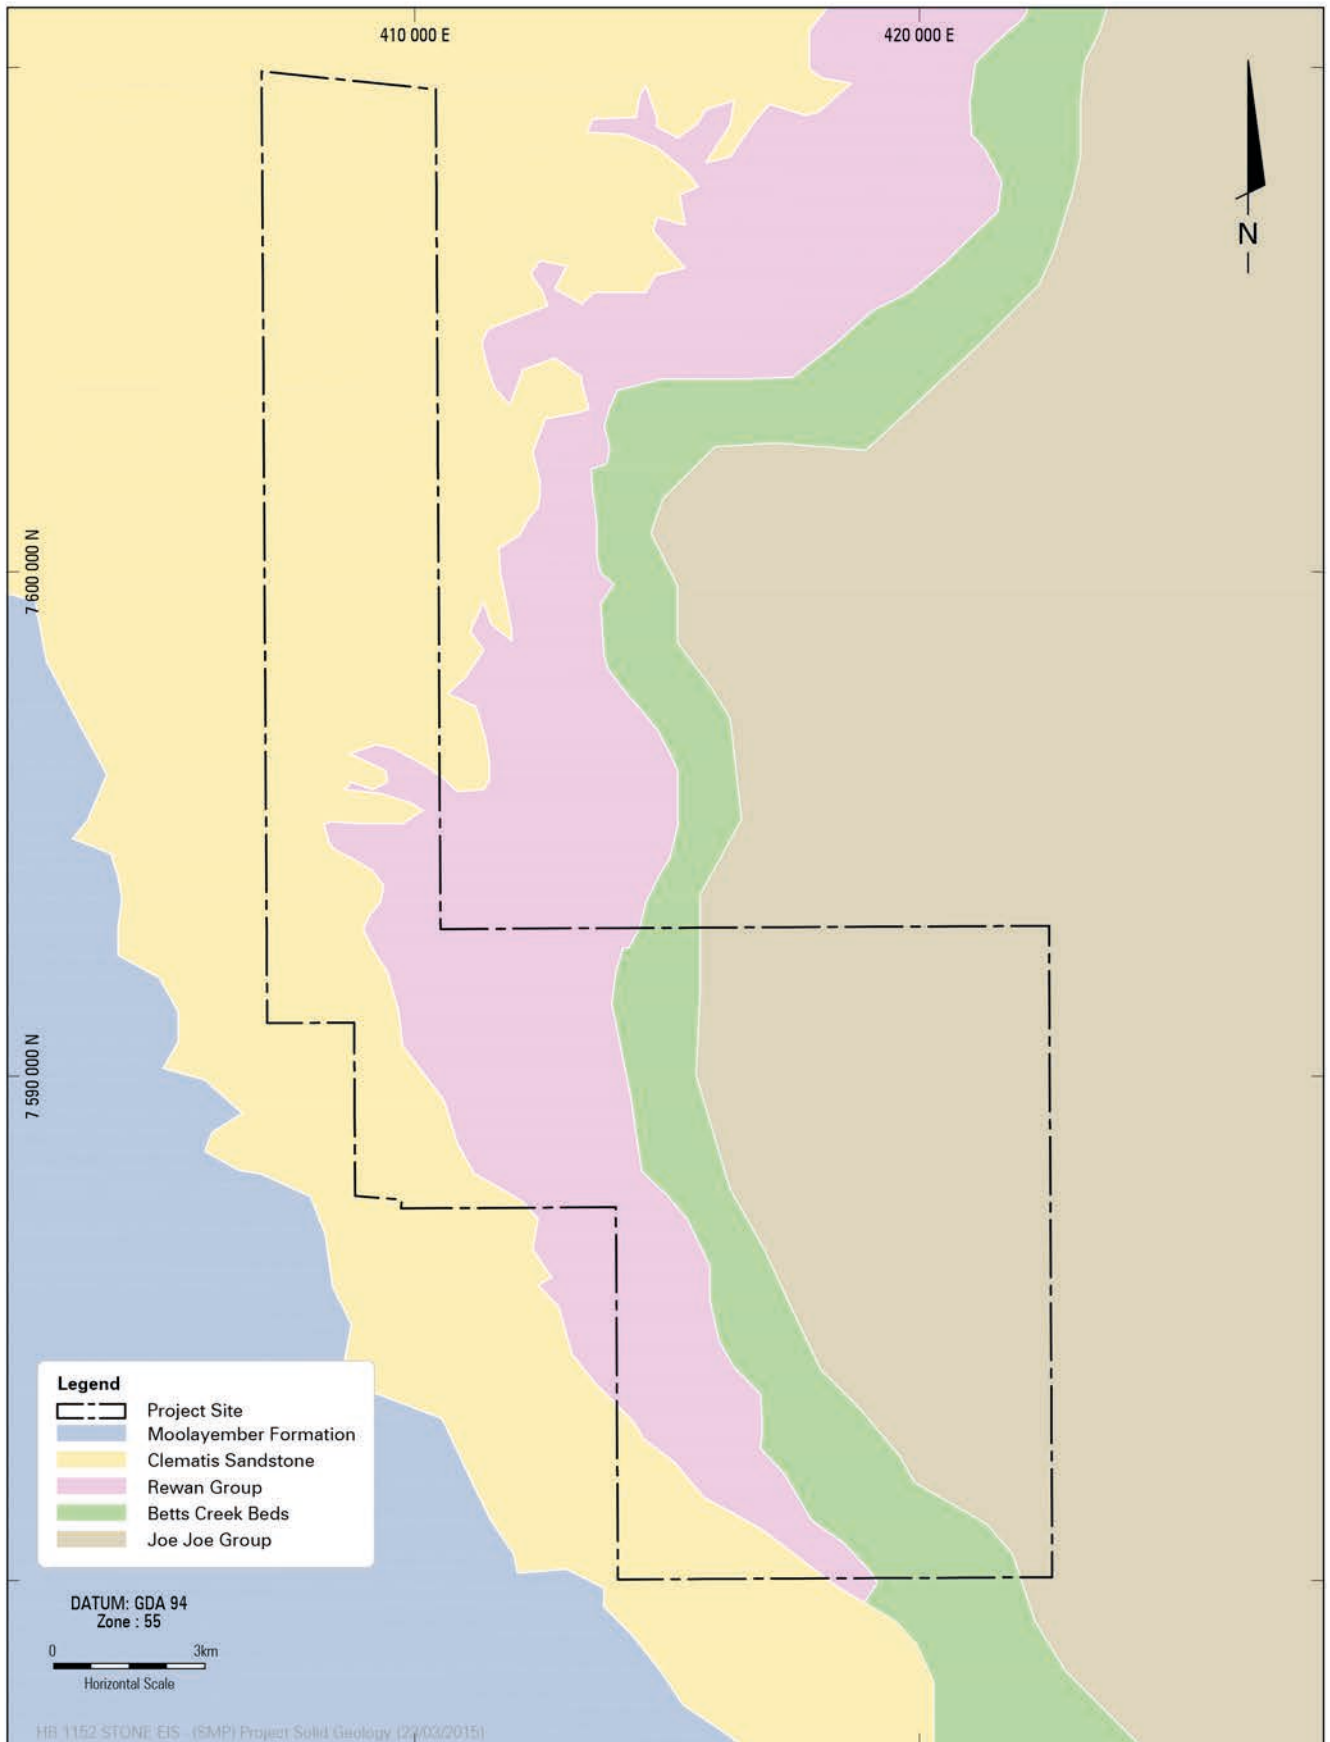 410 000 E
420 000 E
N
7 600 000 N
7 590 000 N
Legend
Project Site
Moolayember Formation
Clematis Sandstone
Rewan Group
Betts Creek Beds
Joe Joe Group
DATUM: GDA 94
Zone : 55
0 3km
Horizontal Scale
HB 1152 STONE EIS - (SMP) Project Solid Geology (23/03/2015)